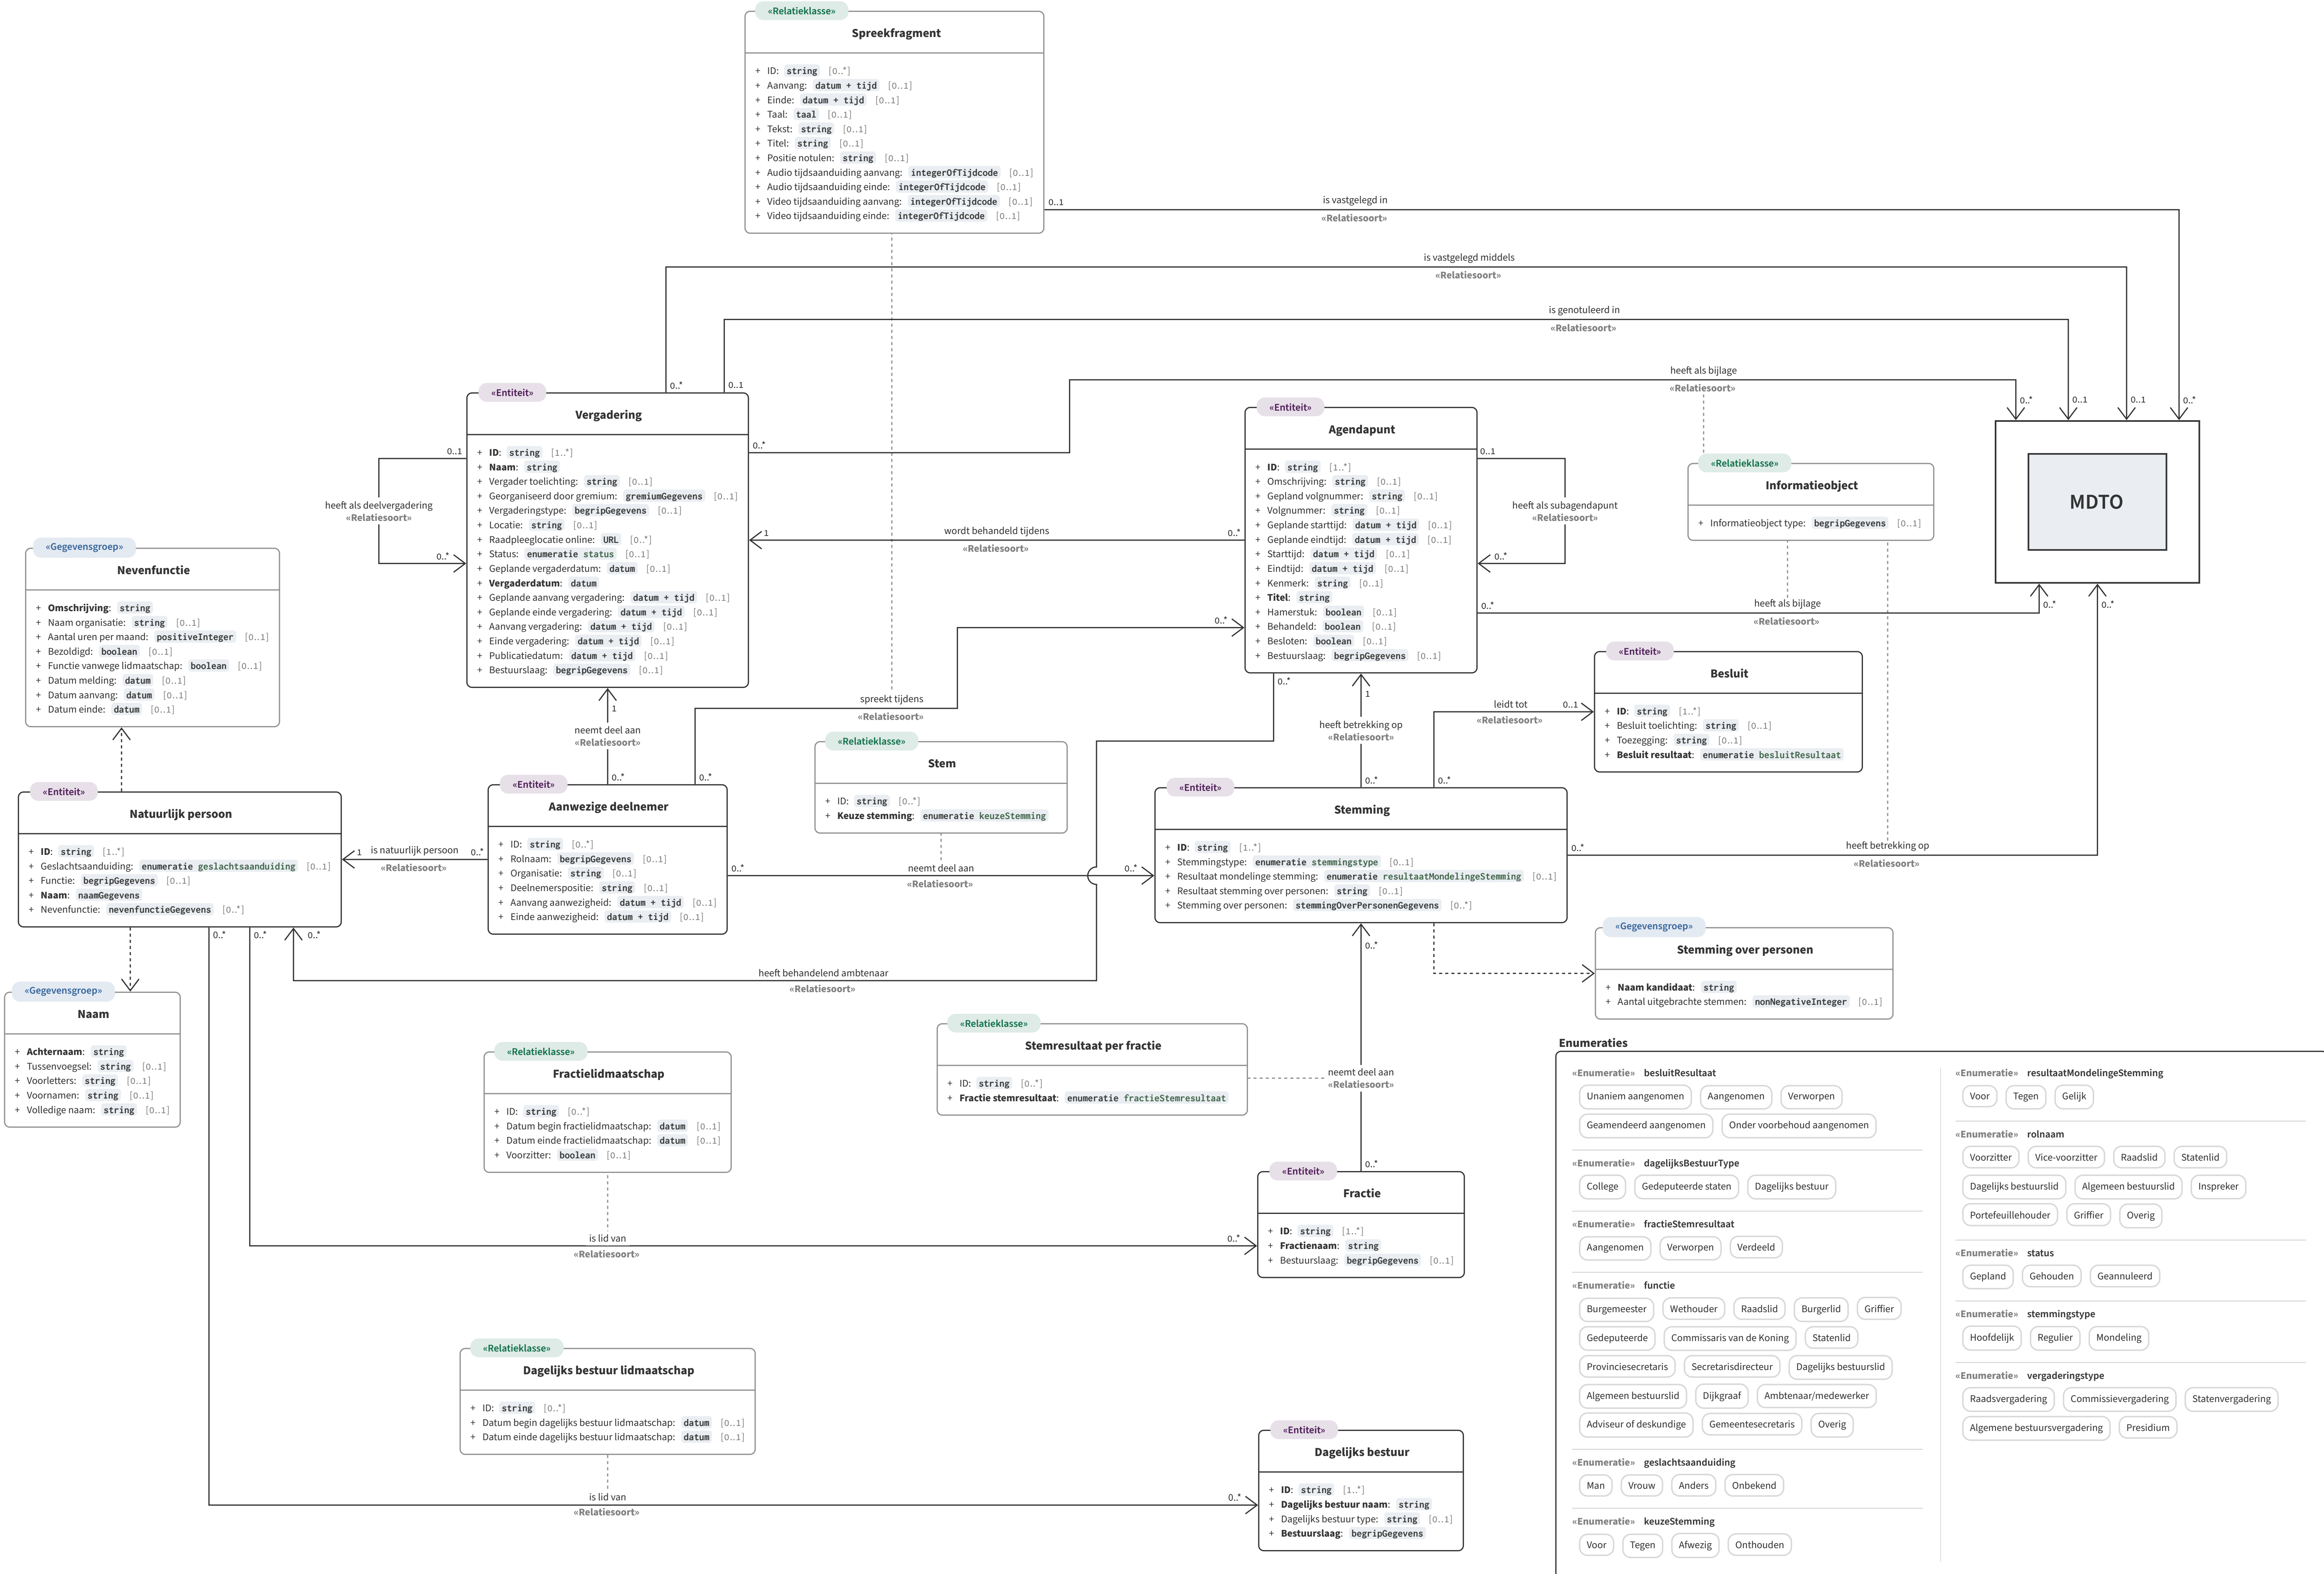 «Relatieklasse»
Spreekfragment
+ ID: string [0..*]
+ Aanvang: datum + tijd [0..1]
+ Einde: datum + tijd [0..1]
+ Taal: taal [0..1]
+ Tekst: string [0..1]
+ Titel: string [0..1]
+ Positie notulen: string [0..1]
+ Audio tijdsaanduiding aanvang: integerOfTijdcode [0..1]
+ Audio tijdsaanduiding einde: integerOfTijdcode [0..1]
+ Video tijdsaanduiding aanvang: integerOfTijdcode [0..1]
+ Video tijdsaanduiding einde: integerOfTijdcode [0..1]
0..1
is vastgelegd in
«Relatiesoort»
is vastgelegd middels
«Relatiesoort»
is genotuleerd in
«Relatiesoort»
heeft als bijlage
«Relatiesoort»
0..*
0..1
0..*
0..1
0..1
0..*
«Entiteit»
Vergadering
+ ID: string [1..*]
+ Naam: string
+ Vergader toelichting: string [0..1]
+ Georganiseerd door gremium: gremiumGegevens [0..1]
+ Vergaderingstype: begripGegevens [0..1]
+ Locatie: string [0..1]
+ Raadpleeglocatie online: URL [0..*]
+ Status: enumeratie status [0..1]
+ Geplande vergaderdatum: datum [0..1]
+ Vergaderdatum: datum
+ Geplande aanvang vergadering: datum + tijd [0..1]
+ Geplande einde vergadering: datum + tijd [0..1]
+ Aanvang vergadering: datum + tijd [0..1]
+ Einde vergadering: datum + tijd [0..1]
+ Publicatiedatum: datum + tijd [0..1]
+ Bestuurslaag: begripGegevens [0..1]
0..*
0..1
heeft als deelvergadering
«Relatiesoort»
0..*
1
wordt behandeld tijdens
«Relatiesoort»
0..*
«Entiteit»
Agendapunt
+ ID: string [1..*]
+ Omschrijving: string [0..1]
+ Gepland volgnummer: string [0..1]
+ Volgnummer: string [0..1]
+ Geplande starttijd: datum + tijd [0..1]
+ Geplande eindtijd: datum + tijd [0..1]
+ Starttijd: datum + tijd [0..1]
+ Eindtijd: datum + tijd [0..1]
+ Kenmerk: string [0..1]
+ Titel: string
+ Hamerstuk: boolean [0..1]
+ Behandeld: boolean [0..1]
+ Besloten: boolean [0..1]
+ Bestuurslaag: begripGegevens [0..1]
0..1
heeft als subagendapunt
«Relatiesoort»
0..*
0..*
heeft als bijlage
«Relatiesoort»
0..*
0..*
«Relatieklasse»
Informatieobject
+ Informatieobject type: begripGegevens [0..1]
MDTO
«Gegevensgroep»
Nevenfunctie
+ Omschrijving: string
+ Naam organisatie: string [0..1]
+ Aantal uren per maand: positiveInteger [0..1]
+ Bezoldigd: boolean [0..1]
+ Functie vanwege lidmaatschap: boolean [0..1]
+ Datum melding: datum [0..1]
+ Datum aanvang: datum [0..1]
+ Datum einde: datum [0..1]
1
neemt deel aan
«Relatiesoort»
0..*
0..*
spreekt tijdens
«Relatiesoort»
0..*
0..*
1
heeft betrekking op
«Relatiesoort»
0..*
0..*
leidt tot
«Relatiesoort»
0..1
«Entiteit»
Besluit
+ ID: string [1..*]
+ Besluit toelichting: string [0..1]
+ Toezegging: string [0..1]
+ Besluit resultaat: enumeratie besluitResultaat
«Entiteit»
Natuurlijk persoon
+ ID: string [1..*]
+ Geslachtsaanduiding: enumeratie geslachtsaanduiding [0..1]
+ Functie: begripGegevens [0..1]
+ Naam: naamGegevens
+ Nevenfunctie: nevenfunctieGegevens [0..*]
1
is natuurlijk persoon
«Relatiesoort»
0..*
«Entiteit»
Aanwezige deelnemer
+ ID: string [0..*]
+ Rolnaam: begripGegevens [0..1]
+ Organisatie: string [0..1]
+ Deelnemerspositie: string [0..1]
+ Aanvang aanwezigheid: datum + tijd [0..1]
+ Einde aanwezigheid: datum + tijd [0..1]
«Relatieklasse»
Stem
+ ID: string [0..*]
+ Keuze stemming: enumeratie keuzeStemming
0..*
neemt deel aan
«Relatiesoort»
0..*
«Entiteit»
Stemming
+ ID: string [1..*]
+ Stemmingstype: enumeratie stemmingstype [0..1]
+ Resultaat mondelinge stemming: enumeratie resultaatMondelingeStemming [0..1]
+ Resultaat stemming over personen: string [0..1]
+ Stemming over personen: stemmingOverPersonenGegevens [0..*]
0..*
heeft betrekking op
«Relatiesoort»
0..*
0..*
0..*
heeft behandelend ambtenaar
«Relatiesoort»
0..*
«Gegevensgroep»
Stemming over personen
+ Naam kandidaat: string
+ Aantal uitgebrachte stemmen: nonNegativeInteger [0..1]
«Gegevensgroep»
Naam
+ Achternaam: string
+ Tussenvoegsel: string [0..1]
+ Voorletters: string [0..1]
+ Voornamen: string [0..1]
+ Volledige naam: string [0..1]
«Relatieklasse»
Fractielidmaatschap
+ ID: string [0..*]
+ Datum begin fractielidmaatschap: datum [0..1]
+ Datum einde fractielidmaatschap: datum [0..1]
+ Voorzitter: boolean [0..1]
«Relatieklasse»
Stemresultaat per fractie
+ ID: string [0..*]
+ Fractie stemresultaat: enumeratie fractieStemresultaat
neemt deel aan
«Relatiesoort»
0..*
is lid van
«Relatiesoort»
0..*
«Entiteit»
Fractie
+ ID: string [1..*]
+ Fractienaam: string
+ Bestuurslaag: begripGegevens [0..1]
«Relatieklasse»
Dagelijks bestuur lidmaatschap
+ ID: string [0..*]
+ Datum begin dagelijks bestuur lidmaatschap: datum [0..1]
+ Datum einde dagelijks bestuur lidmaatschap: datum [0..1]
is lid van
«Relatiesoort»
0..*
«Entiteit»
Dagelijks bestuur
+ ID: string [1..*]
+ Dagelijks bestuur naam: string
+ Dagelijks bestuur type: string [0..1]
+ Bestuurslaag: begripGegevens
Enumeraties
«Enumeratie» besluitResultaat
Unaniem aangenomen Aangenomen Verworpen
Geamendeerd aangenomen Onder voorbehoud aangenomen
«Enumeratie» dagelijksBestuurType
College Gedeputeerde staten Dagelijks bestuur
«Enumeratie» fractieStemresultaat
Aangenomen Verworpen Verdeeld
«Enumeratie» functie
Burgemeester Wethouder Raadslid Burgerlid Griffier
Gedeputeerde Commissaris van de Koning Statenlid
Provinciesecretaris Secretarisdirecteur Dagelijks bestuurslid
Algemeen bestuurslid Dijkgraaf Ambtenaar/medewerker
Adviseur of deskundige Gemeentesecretaris Overig
«Enumeratie» geslachtsaanduiding
Man Vrouw Anders Onbekend
«Enumeratie» keuzeStemming
Voor Tegen Afwezig Onthouden
«Enumeratie» resultaatMondelingeStemming
Voor Tegen Gelijk
«Enumeratie» rolnaam
Voorzitter Vice-voorzitter Raadslid Statenlid
Dagelijks bestuurslid Algemeen bestuurslid Inspreker
Portefeuillehouder Griffier Overig
«Enumeratie» status
Gepland Gehouden Geannuleerd
«Enumeratie» stemmingstype
Hoofdelijk Regulier Mondeling
«Enumeratie» vergaderingstype
Raadsvergadering Commissievergadering Statenvergadering
Algemene bestuursvergadering Presidium